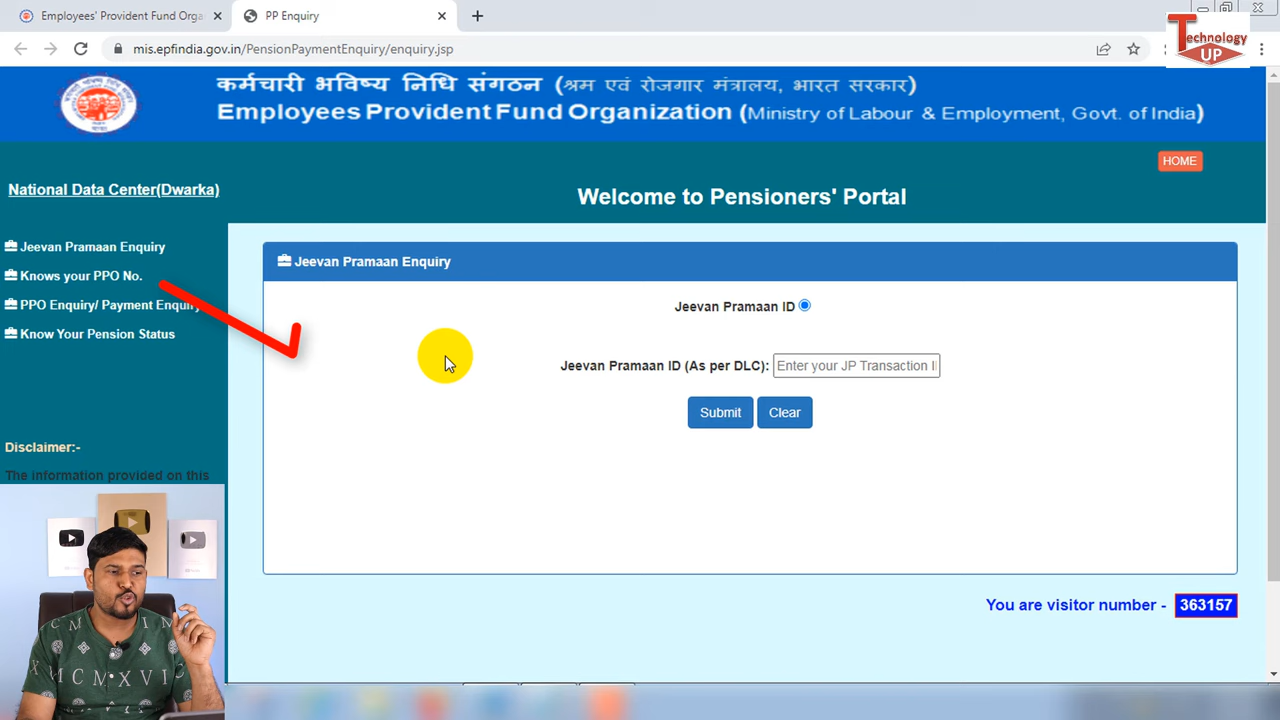 Employees' Provident Fund Orga
PP Enquiry
Technology
UP
mis.epfindia.gov.in/PensionPaymentEnquiry/enquiry.jsp
कर्मचारी भविष्य निधि संगठन (श्रम एवं रोजगार मंत्रालय, भारत सरकार)
Employees Provident Fund Organization (Ministry of Labour & Employment, Govt. of India)
HOME
National Data Center(Dwarka)
Welcome to Pensioners' Portal
Jeevan Pramaan Enquiry
Knows your PPO No.
PPO Enquiry/ Payment Enquiry
Know Your Pension Status
Jeevan Pramaan Enquiry
Jeevan Pramaan ID
Jeevan Pramaan ID (As per DLC): Enter your JP Transaction I
Submit Clear
Disclaimer:-
The information provided on this
You are visitor number - 363157